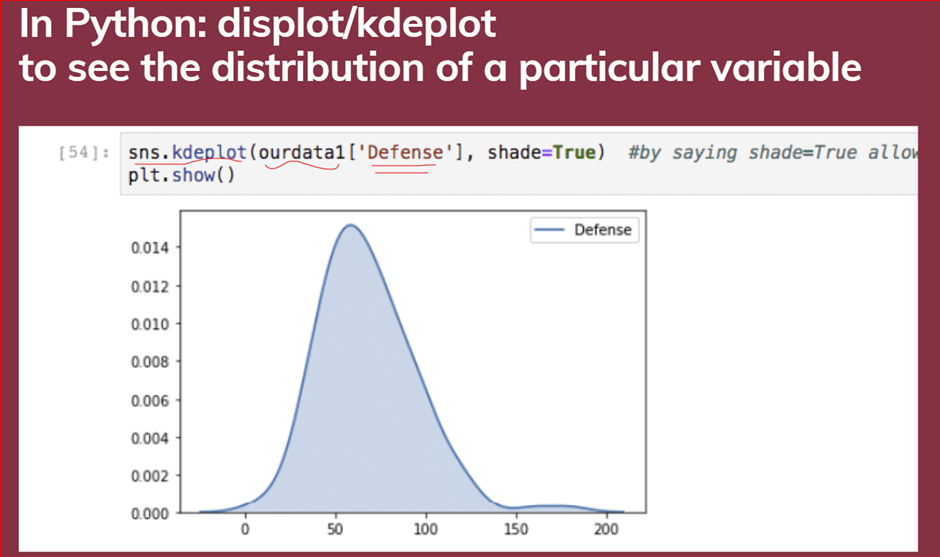 In Python: displot/kdeplot
to see the distribution of a particular variable
[54]: sns.kdeplot(ourdata1['Defense'], shade=True) #by saying shade=True allow
plt.show()
Defense
0.014
0.012
0.010
0.008
0.006
0.004
0.002
0.000
0 50 100 150 200